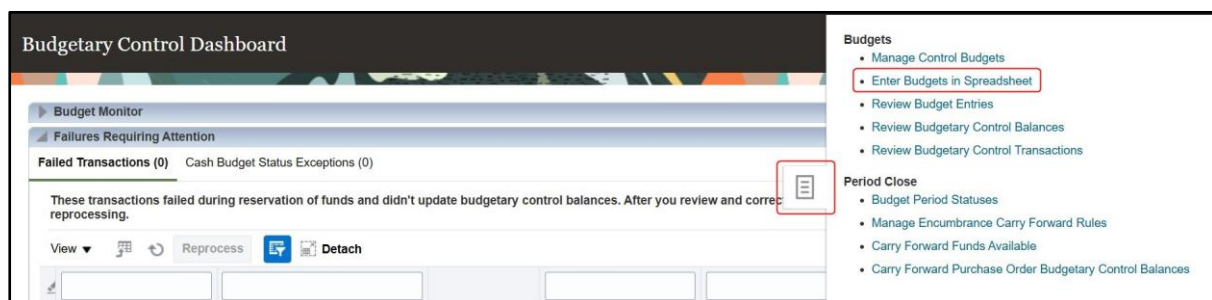 Budgetary Control Dashboard
Budget Monitor
Failures Requiring Attention
Failed Transactions (0) Cash Budget Status Exceptions (0)
These transactions failed during reservation of funds and didn't update budgetary control balances. After you review and correc
reprocessing.
View Reprocess Detach
Budgets
• Manage Control Budgets
• Enter Budgets in Spreadsheet
• Review Budget Entries
• Review Budgetary Control Balances
• Review Budgetary Control Transactions
Period Close
• Budget Period Statuses
• Manage Encumbrance Carry Forward Rules
• Carry Forward Funds Available
• Carry Forward Purchase Order Budgetary Control Balances